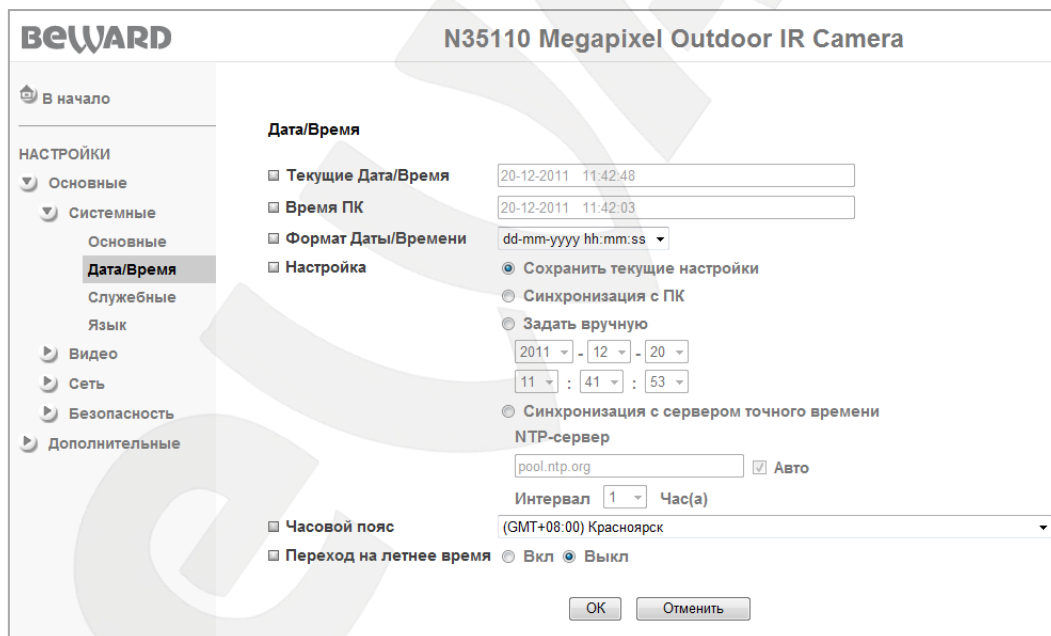 BEWARD
N35110 Megapixel Outdoor IR Camera
В начало
НАСТРОЙКИ
Основные
Системные
Основные
Дата/Время
Служебные
Язык
Видео
Сеть
Безопасность
Дополнительные
Дата/Время
Текущие Дата/Время 20-12-2011 11:42:48
Время ПК 20-12-2011 11:42:03
Формат Даты/Времени dd-mm-yyyy hh:mm:ss
Настройка Сохранить текущие настройки
Синхронизация с ПК
Задать вручную
2011 - 12 - 20
11 : 41 : 53
Синхронизация с сервером точного времени
NTP-сервер
pool.ntp.org Авто
Интервал 1 Час(а)
Часовой пояс (GMT+08:00) Красноярск
Переход на летнее время Вкл Выкл
OK Отменить